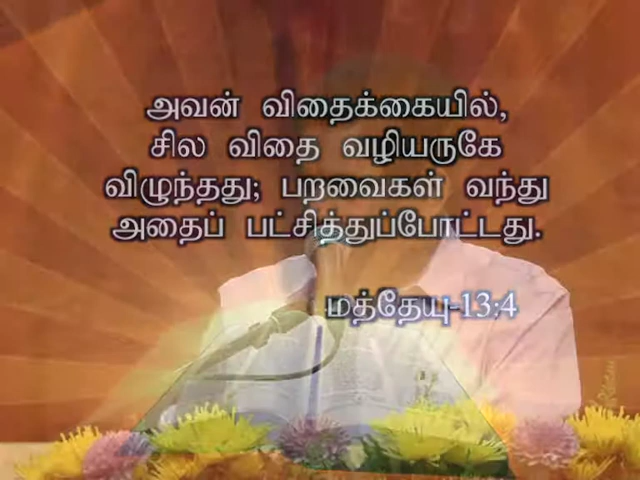 அவன் விதைக்கையில்,
சில விதை வழியருகே
விழுந்தது; பறவைகள் வந்து
அதைப் பட்சித்துப்போட்டது.
மத்தேயு-13:4